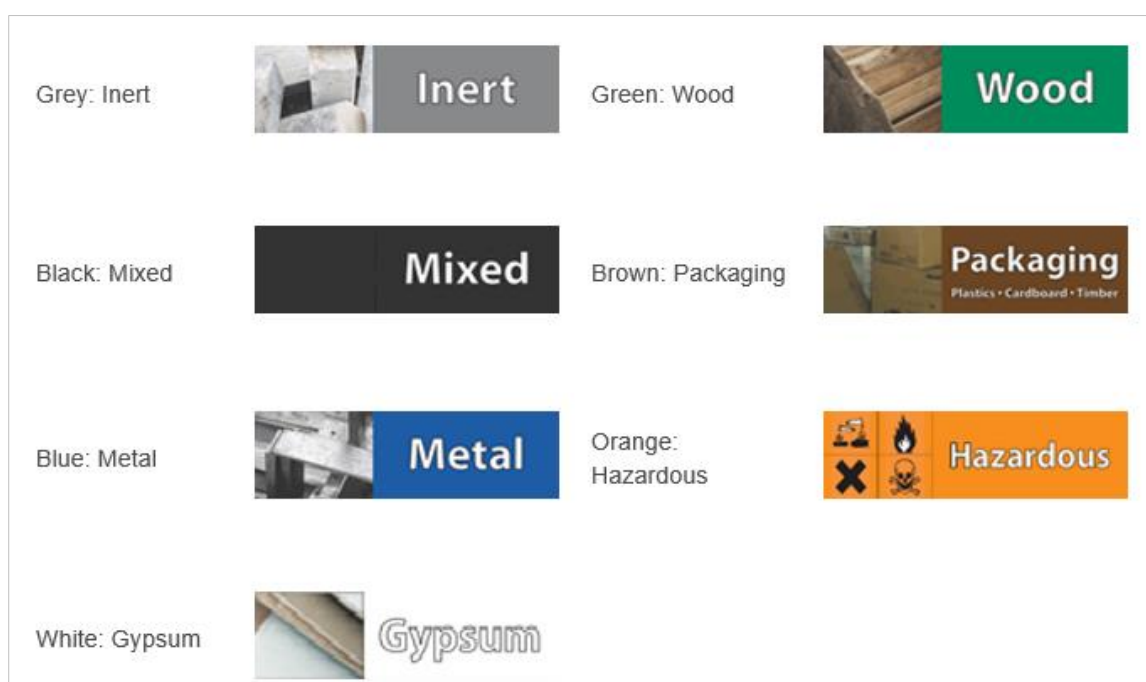 Grey: Inert
Inert
Green: Wood
Wood
Black: Mixed
Mixed
Brown: Packaging
Packaging
Plastics • Cardboard • Timber
Blue: Metal
Metal
Orange:
Hazardous
Hazardous
White: Gypsum
Gypsum